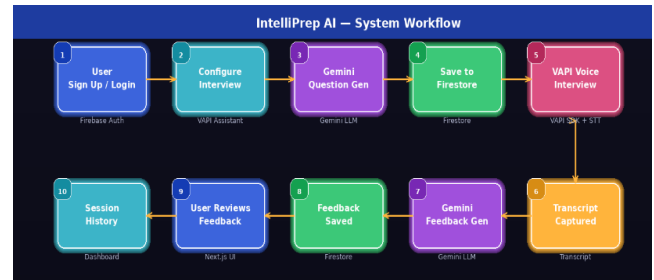 IntelliPrep AI — System Workflow
1
User
Sign Up / Login
Firebase Auth
2
Configure
Interview
VAPI Assistant
3
Gemini
Question Gen
Gemini LLM
4
Save to
Firestore
Firestore
5
VAPI Voice
Interview
VAPI + STT
6
Transcript
Captured
Transcript
7
Gemini
Feedback Gen
Gemini LLM
8
Feedback
Saved
Firestore
9
User Reviews
Feedback
Next.js UI
10
Session
History
Dashboard